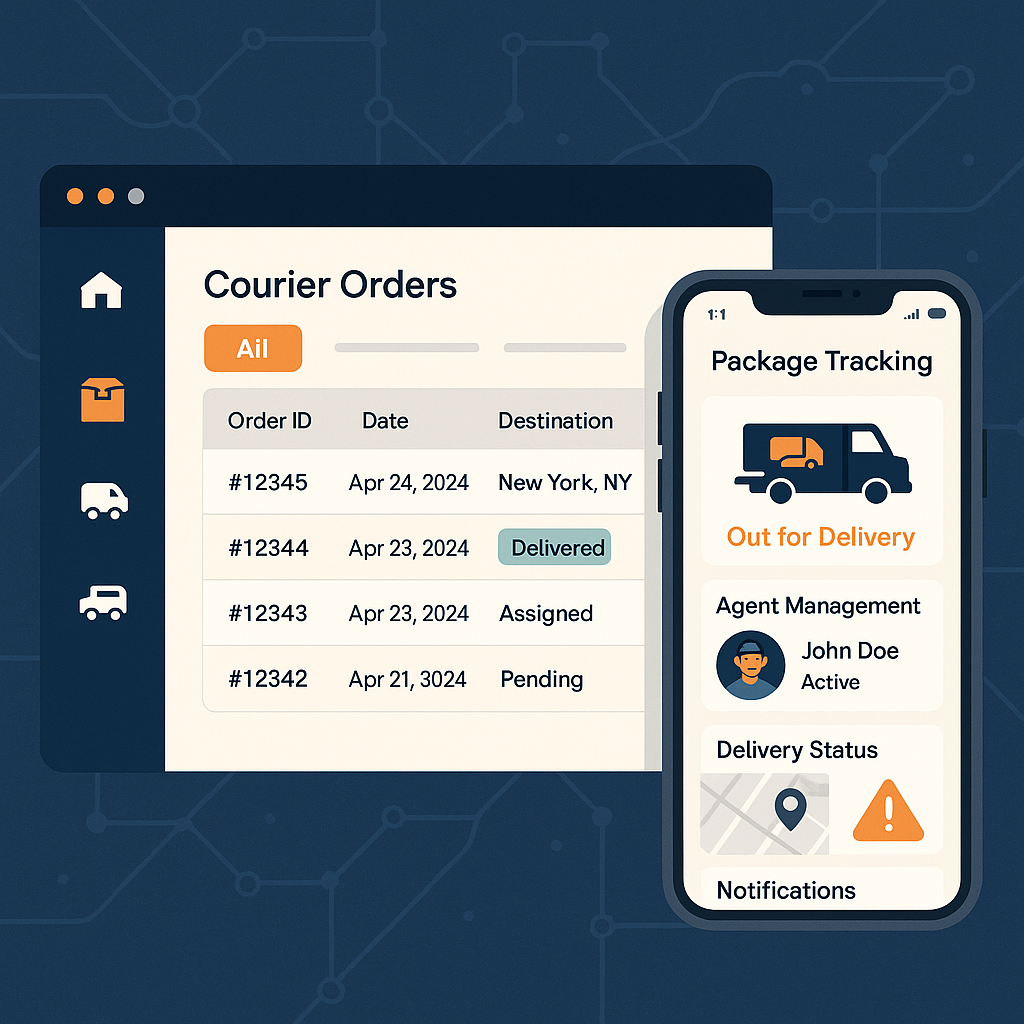 Courier Orders
Ail
Order ID Date Destination
#12345 Apr 24, 2024 New York, NY
#12344 Apr 23, 2024 Delivered
#12343 Apr 23, 2024 Assigned
#12342 Apr 21, 3024 Pending
1:1
Package Tracking
Out for Delivery
Agent Management
John Doe
Active
Delivery Status
Notifications